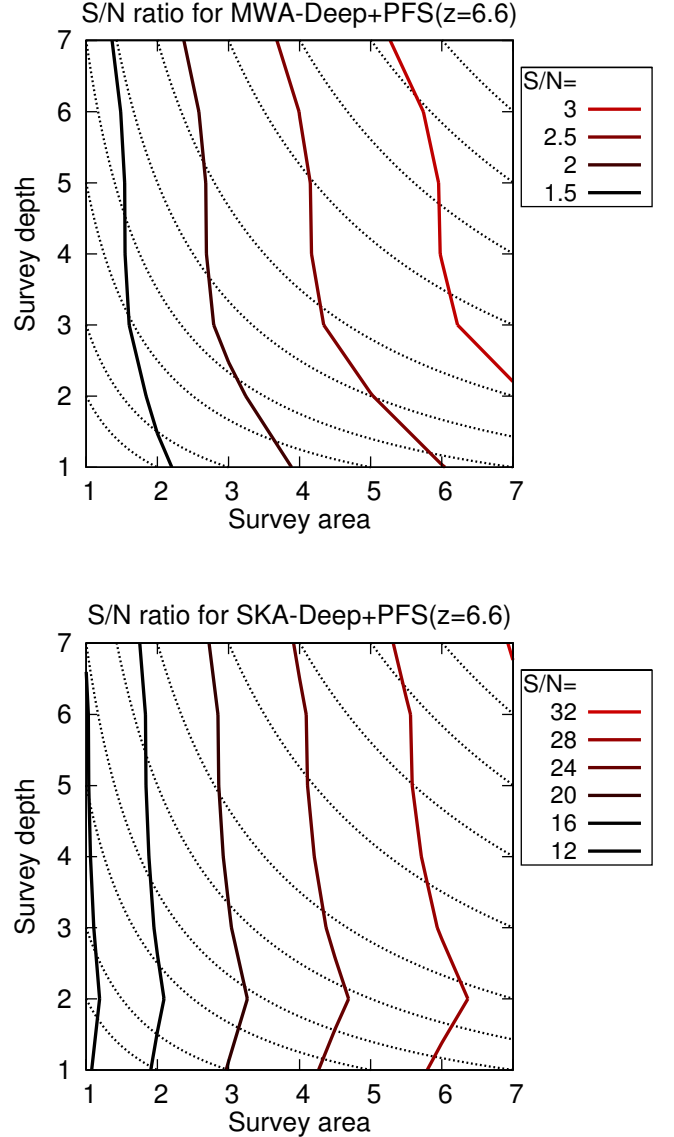 S/N ratio for MWA-Deep+PFS(z=6.6)
7
6
5
4
3
2
1
Survey depth
1 2 3 4 5 6 7
Survey area
S/N=
3
2.5
2
1.5
S/N ratio for SKA-Deep+PFS(z=6.6)
7
6
5
4
3
2
1
Survey depth
1 2 3 4 5 6 7
Survey area
S/N=
32
28
24
20
16
12